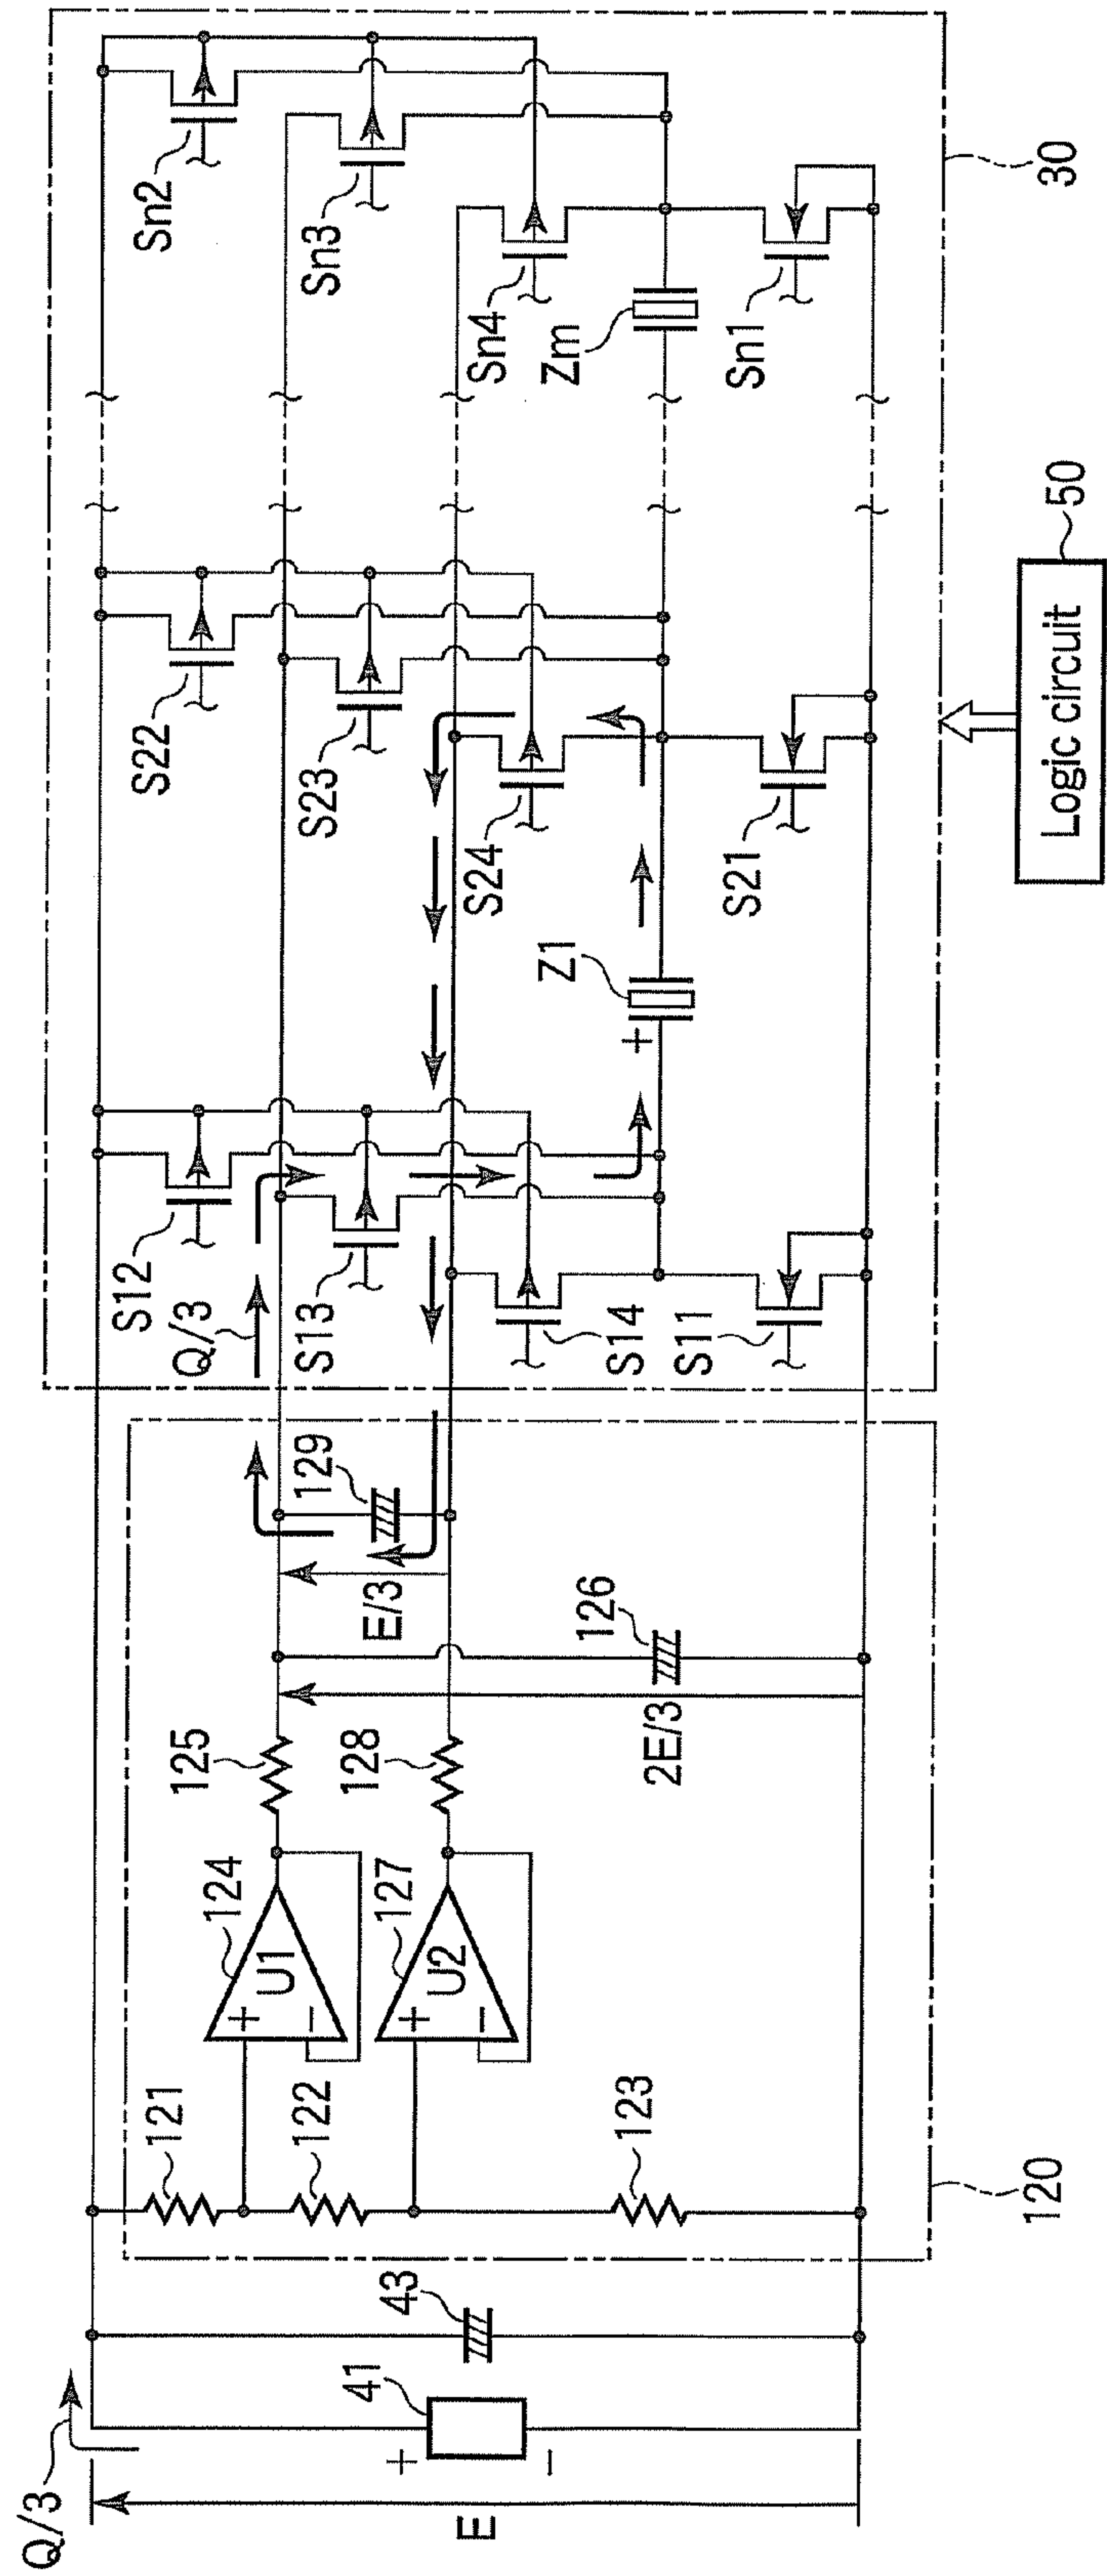 Q/3
E
+
41
−
43
121
122
123
120
+
U1
−
124
+
U2
−
127
125
128
2E/3
126
E/3
129
Q/3
S12
S13
S14
S11
+
Z1
S22
S23
S24
S21
Sn2
Sn3
Sn4
Zm
Sn1
30
Logic circuit
50